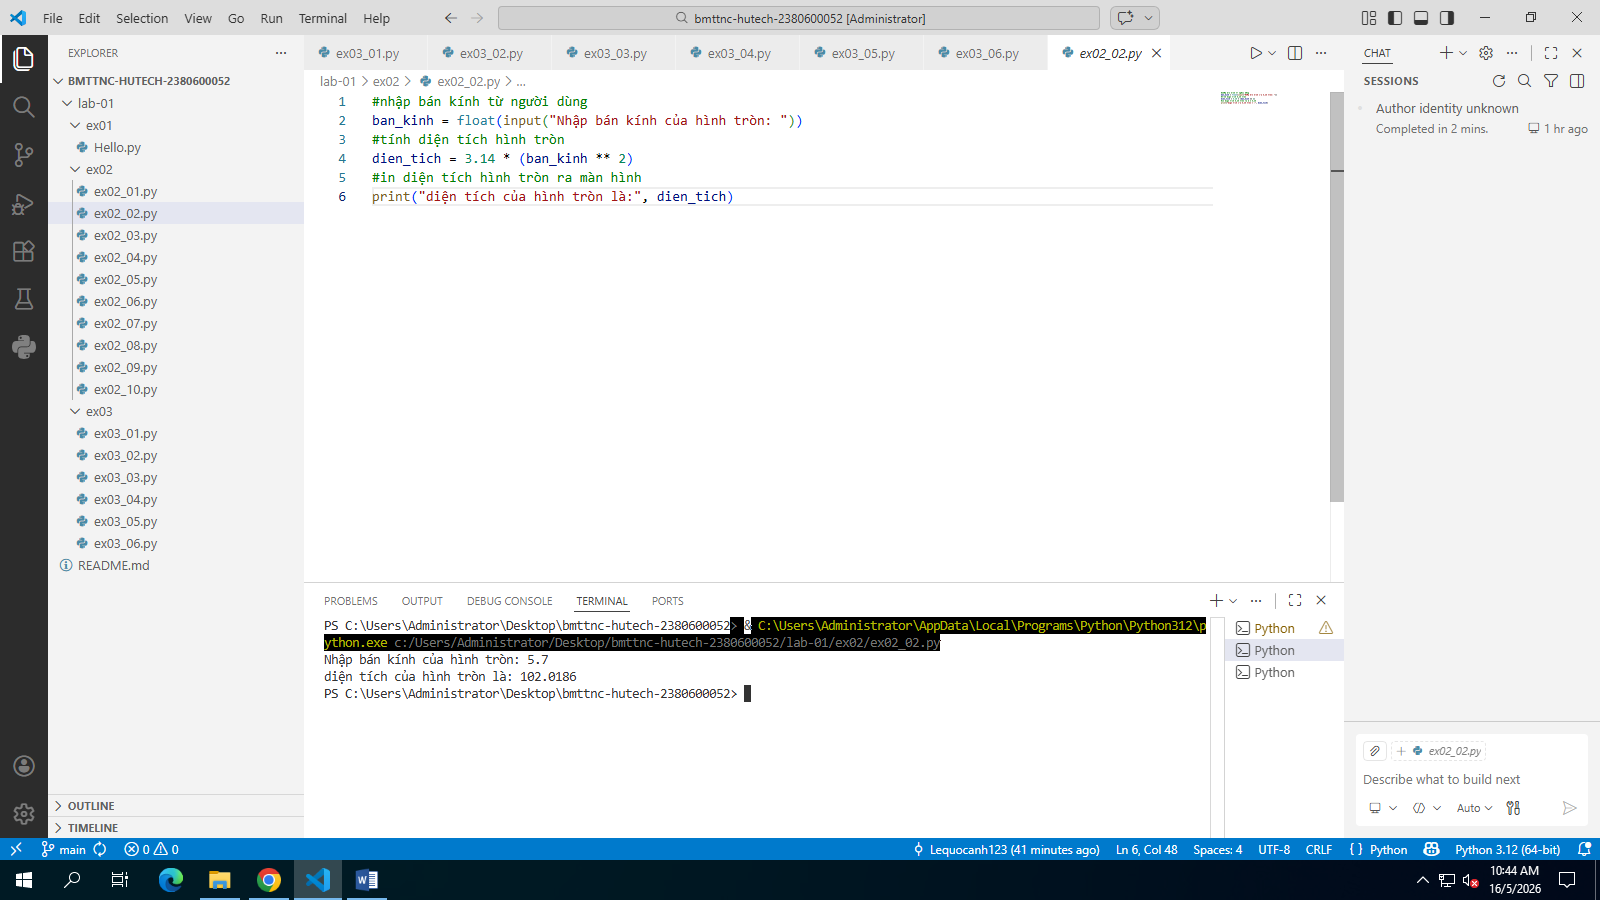 File Edit Selection View Go Run Terminal Help
bmttnc-hutech-2380600052 [Administrator]
EXPLORER
BMTTNC-HUTECH-2380600052
lab-01
ex01
Hello.py
ex02
ex02_01.py
ex02_02.py
ex02_03.py
ex02_04.py
ex02_05.py
ex02_06.py
ex02_07.py
ex02_08.py
ex02_09.py
ex02_10.py
ex03
ex03_01.py
ex03_02.py
ex03_03.py
ex03_04.py
ex03_05.py
ex03_06.py
README.md
OUTLINE
TIMELINE
ex03_01.py ex03_02.py ex03_03.py ex03_04.py ex03_05.py ex03_06.py ex02_02.py
lab-01 > ex02 > ex02_02.py > ...
1 #nhập bán kính từ người dùng
2 ban_kinh = float(input("Nhập bán kính của hình tròn: "))
3 #tính diện tích hình tròn
4 dien_tich = 3.14 * (ban_kinh ** 2)
5 #in diện tích hình tròn ra màn hình
6 print("diện tích của hình tròn là:", dien_tich)
PROBLEMS OUTPUT DEBUG CONSOLE TERMINAL PORTS
PS C:\Users\Administrator\Desktop\bmttnc-hutech-2380600052> & C:\Users\Administrator\AppData\Local\Programs\Python\Python312\p
ython.exe c:/Users/Administrator/Desktop/bmttnc-hutech-2380600052/lab-01/ex02/ex02_02.py
Nhập bán kính của hình tròn: 5.7
diện tích của hình tròn là: 102.0186
PS C:\Users\Administrator\Desktop\bmttnc-hutech-2380600052>
Python
Python
Python
CHAT
SESSIONS
Author identity unknown
Completed in 2 mins. 1 hr ago
ex02_02.py
Describe what to build next
Auto
main 0 0 Lequocanh123 (41 minutes ago) Ln 6, Col 48 Spaces: 4 UTF-8 CRLF { } Python Python 3.12 (64-bit)
10:44 AM
16/5/2026